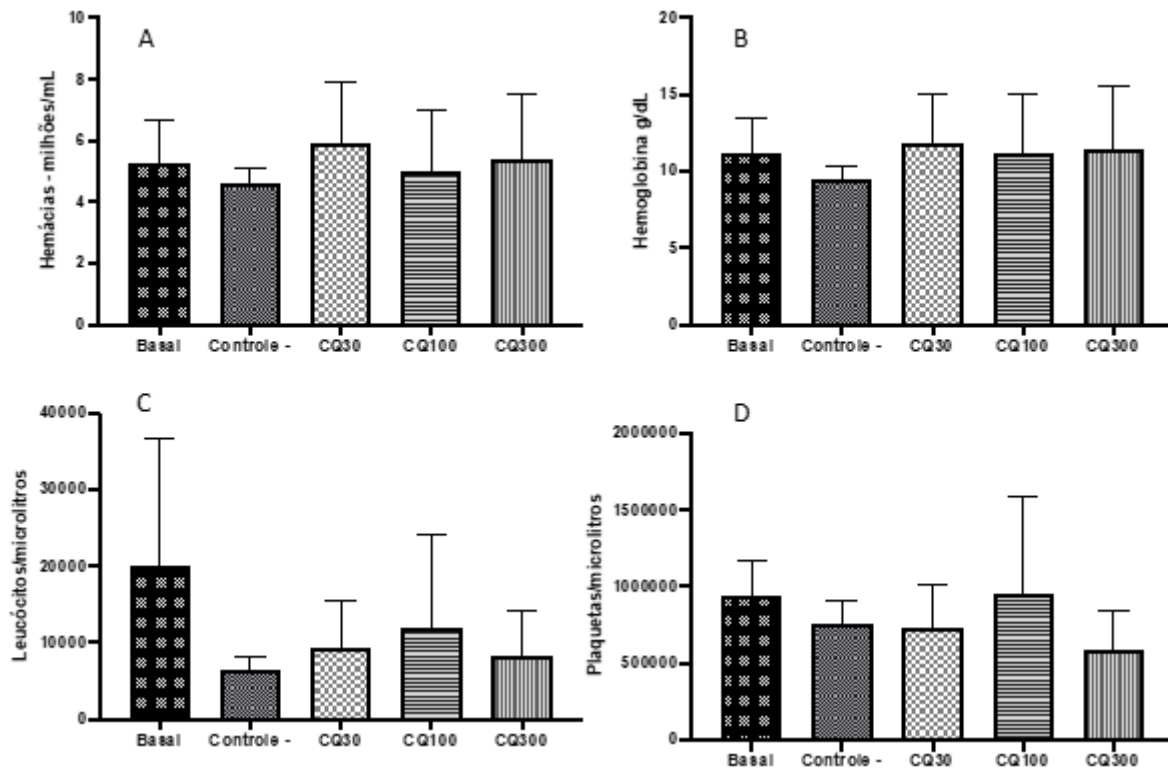 A
Hemácias - milhões/mL
10
8
6
4
2
0
Basal Controle - CQ30 CQ100 CQ300
B
Hemoglobina g/dL
20
15
10
5
0
Basal Controle - CQ30 CQ100 CQ300
C
Leucócitos/microlitros
40000
30000
20000
10000
0
Basal Controle - CQ30 CQ100 CQ300
D
Plaquetas/microlitros
2000000
1500000
1000000
500000
0
Basal Controle - CQ30 CQ100 CQ300